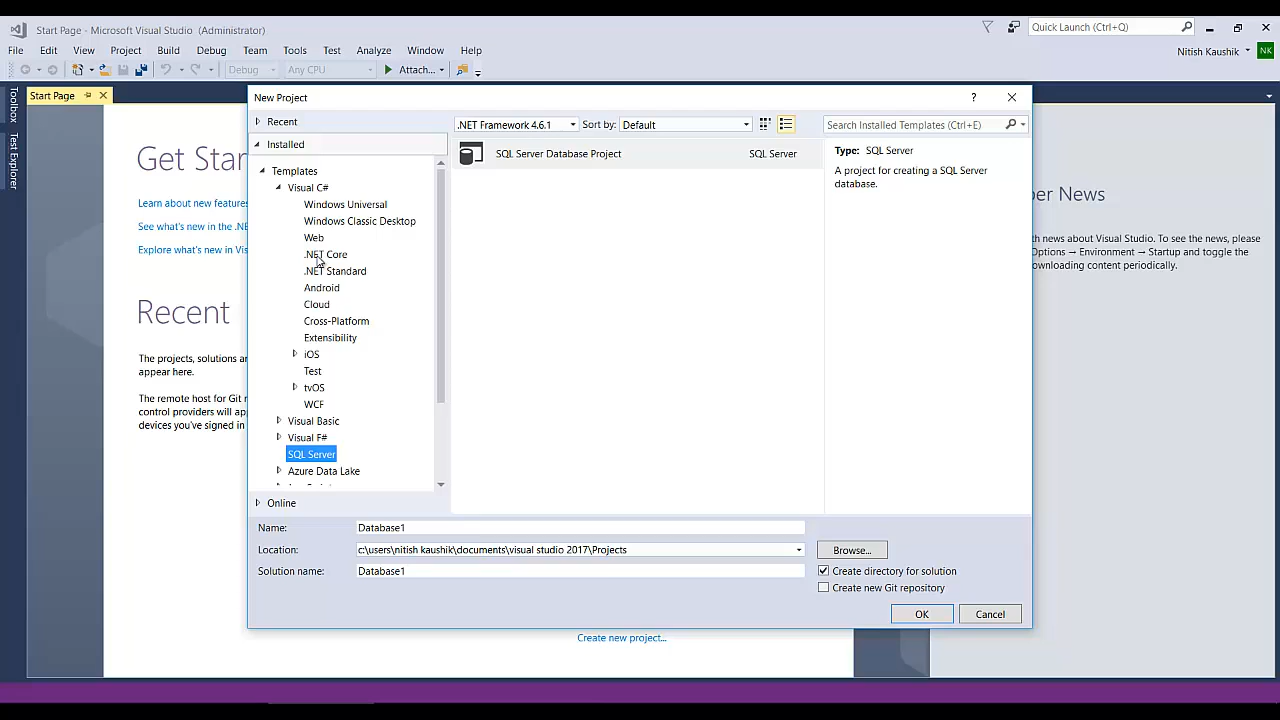 Start Page - Microsoft Visual Studio (Administrator)
Quick Launch (Ctrl+Q)
File Edit View Project Build Debug Team Tools Test Analyze Window Help
Nitish Kaushik NK
Debug Any CPU Attach...
Toolbox
Test Explorer
Start Page
Get Star
Learn about new features
See what's new in the .NE
Explore what's new in Vis
Recent
The projects, solutions an
appear here.
The remote host for Git r
control providers will app
devices you've signed in
New Project
?
Recent
Installed
.NET Framework 4.6.1
Sort by: Default
Search Installed Templates (Ctrl+E)
Templates
Visual C#
Windows Universal
Windows Classic Desktop
Web
.NET Core
.NET Standard
Android
Cloud
Cross-Platform
Extensibility
iOS
Test
tvOS
WCF
Visual Basic
Visual F#
SQL Server
Azure Data Lake
Online
SQL Server Database Project SQL Server
Type: SQL Server
A project for creating a SQL Server
database.
Name: Database1
Location: c:\users\nitish kaushik\documents\visual studio 2017\Projects
Browse...
Solution name: Database1
Create directory for solution
Create new Git repository
OK Cancel
Create new project...
per News
th news about Visual Studio. To see the news, please
Options → Environment → Startup and toggle the
ownloading content periodically.